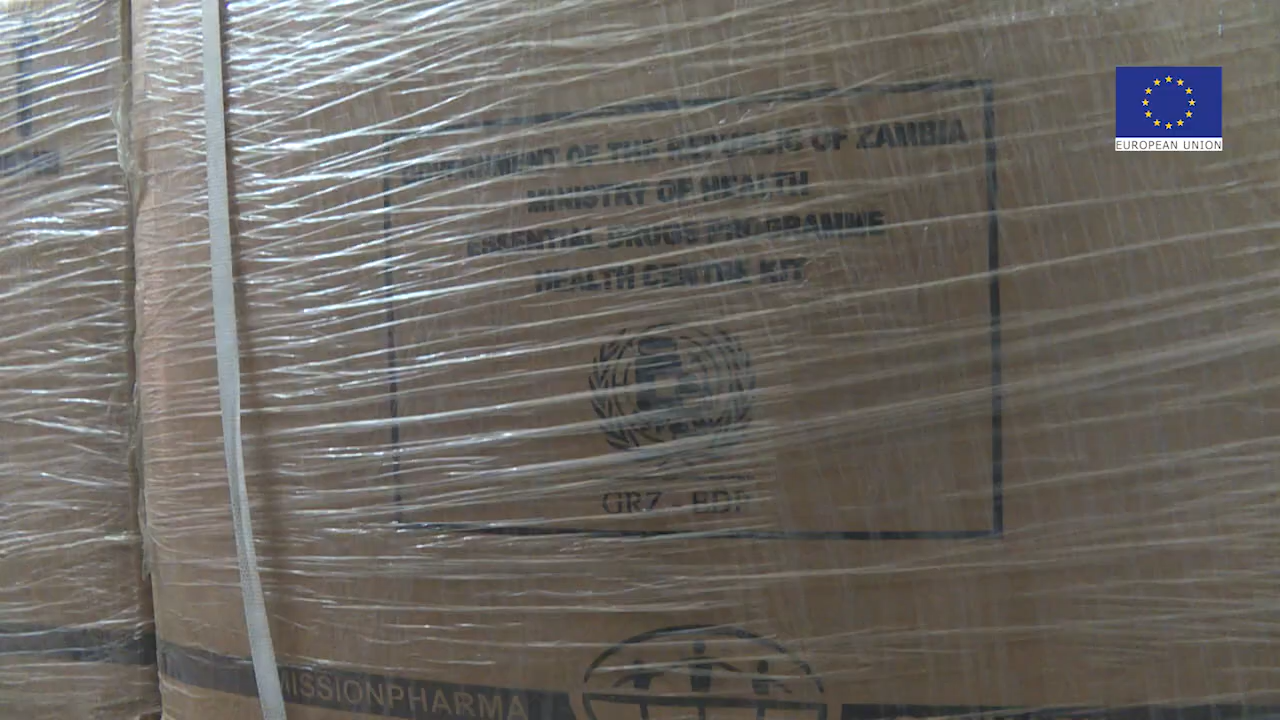 EUROPEAN UNION
GOVERNMENT OF THE REPUBLIC OF ZAMBIA
MINISTRY OF HEALTH
ESSENTIAL DRUGS PROGRAMME
HEALTH CENTRE KIT
GRZ - EDP
MISSIONPHARMA